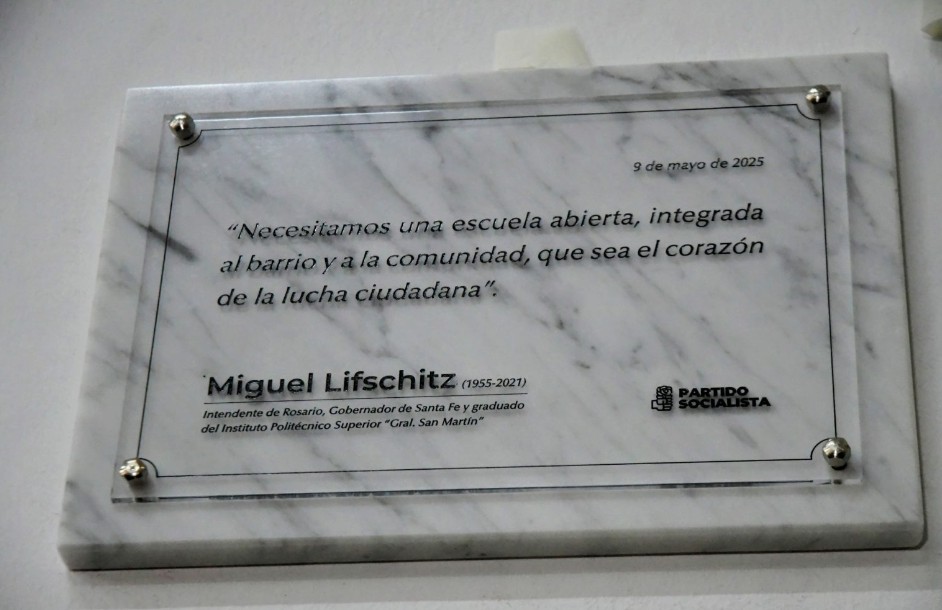 9 de mayo de 2025
“Necesitamos una escuela abierta, integrada
al barrio y a la comunidad, que sea el corazón
de la lucha ciudadana”.
Miguel Lifschitz (1955-2021)
Intendente de Rosario, Gobernador de Santa Fe y graduado
del Instituto Politécnico Superior “Gral. San Martín”
PARTIDO
SOCIALISTA